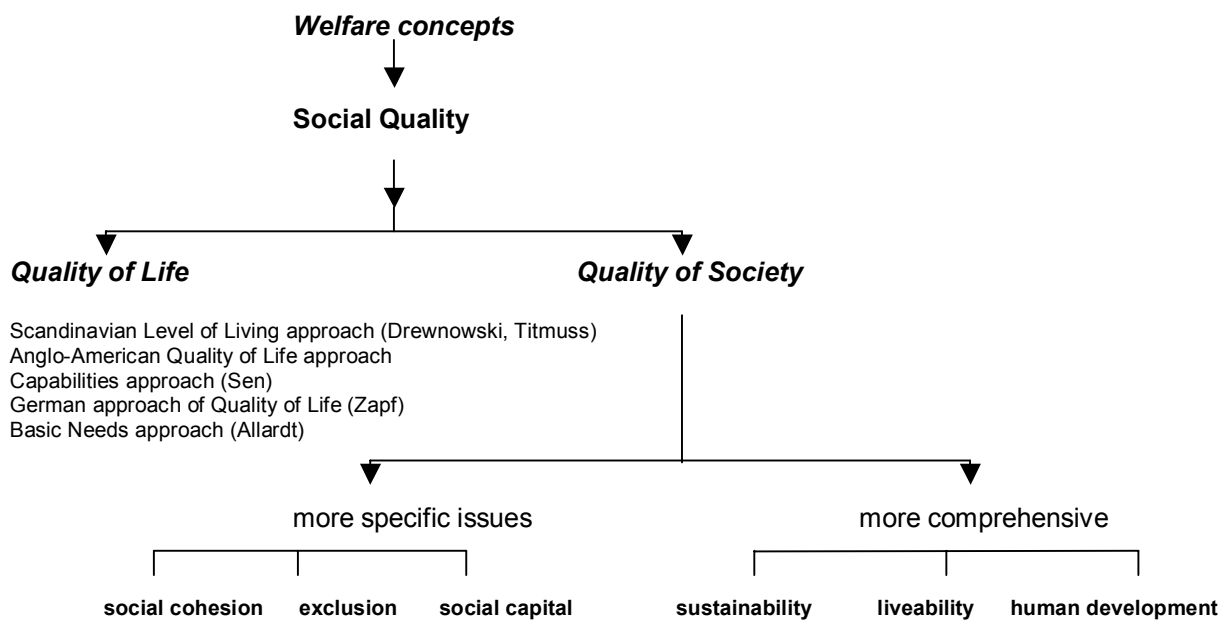 Welfare concepts
Social Quality
Quality of Life
Quality of Society
Scandinavian Level of Living approach (Drewnowski, Titmuss)
Anglo-American Quality of Life approach
Capabilities approach (Sen)
German approach of Quality of Life (Zapf)
Basic Needs approach (Allardt)
more specific issues
more comprehensive
social cohesion
exclusion
social capital
sustainability
liveability
human development